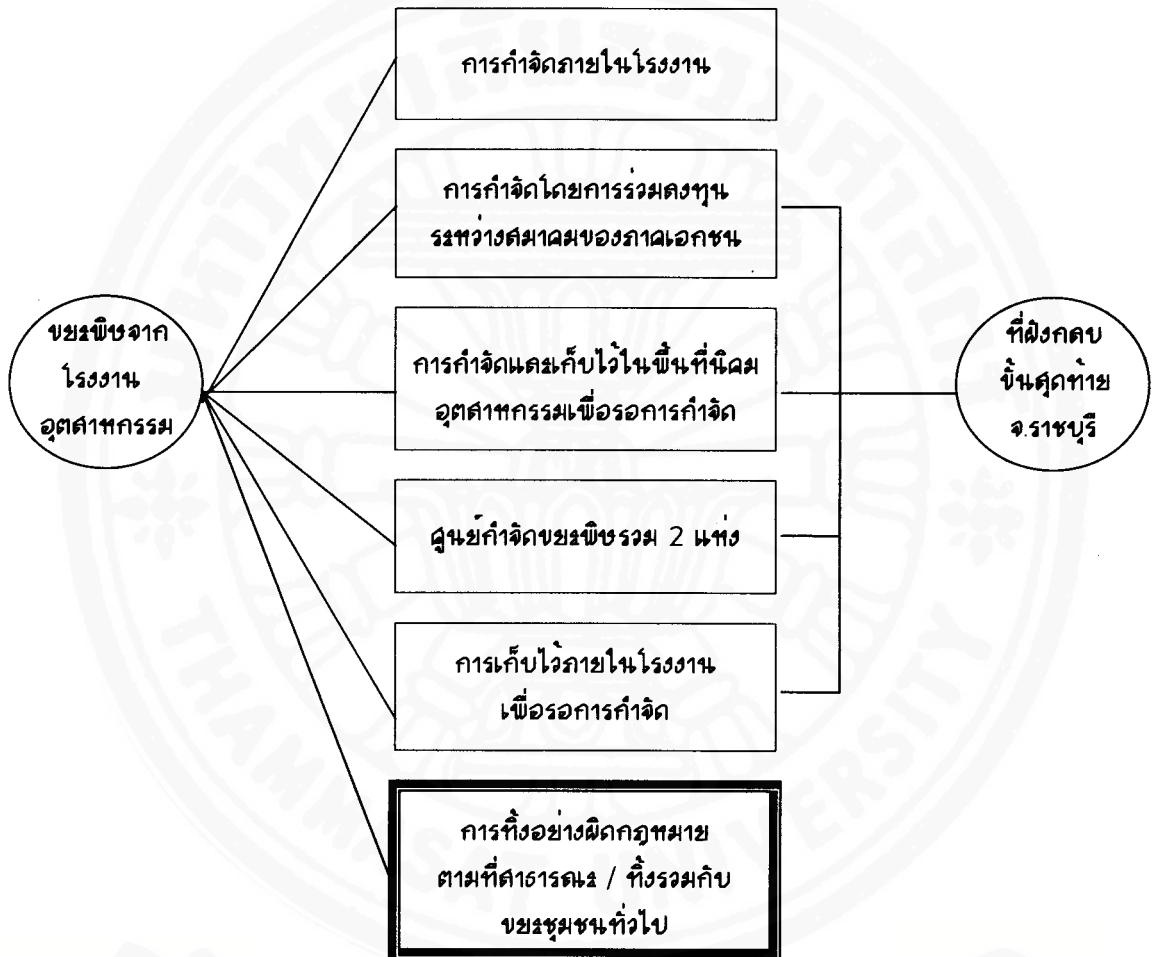 การกำจัดภายในโรงงาน
การกำจัดโดยการร่วมลงทุน
ระหว่างสมาคมของภาคเอกชน
ขยะพิษจาก
โรงงาน
อุตสาหกรรม
การกำจัดและเก็บไว้ในพื้นที่นิคม
อุตสาหกรรมเพื่อรอการกำจัด
ที่ฝังกลบ
ขั้นสุดท้าย
จ.ราชบุรี
ศูนย์กำจัดขยะพิษรวม 2 แห่ง
การเก็บไว้ภายในโรงงาน
เพื่อรอการกำจัด
การทิ้งอย่างผิดกฎหมาย
ตามที่สาธารณะ / ทิ้งรวมกับ
ขยะชุมชนทั่วไป
THAMMASAT UNIVERSITY